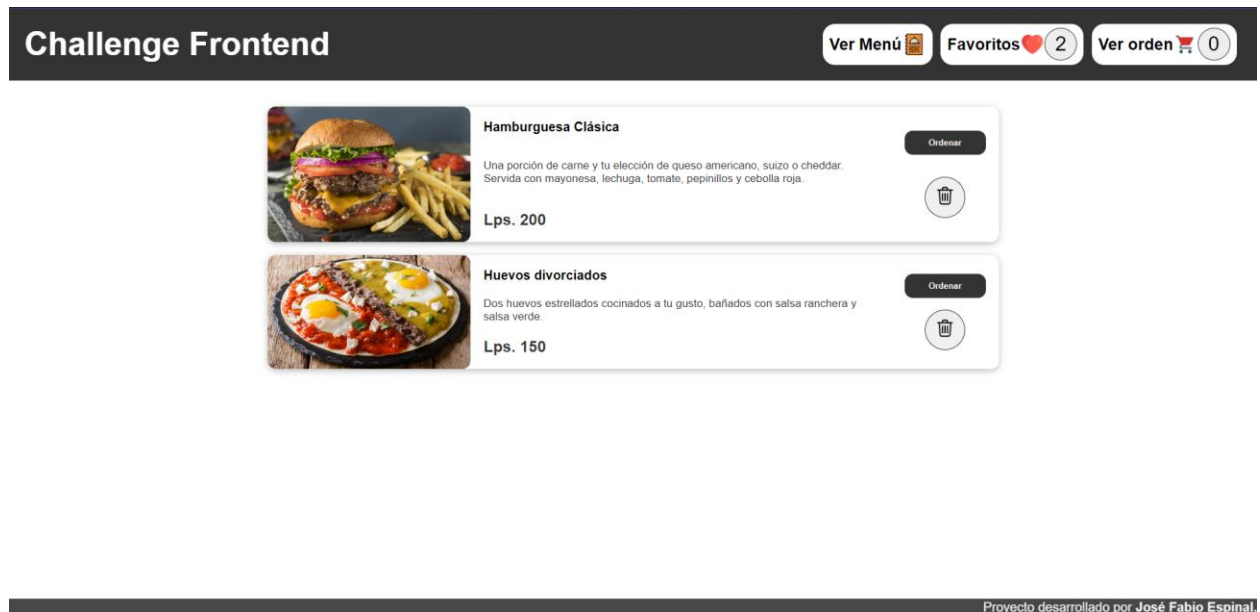 Challenge Frontend
Ver Menú
Favoritos 2
Ver orden 0
Hamburguesa Clásica
Ordenar
Una porción de carne y tu elección de queso americano, suizo o cheddar.
Servida con mayonesa, lechuga, tomate, pepinillos y cebolla roja.
Lps. 200
Huevos divorciados
Ordenar
Dos huevos estrellados cocinados a tu gusto, bañados con salsa ranchera y
salsa verde.
Lps. 150
Proyecto desarrollado por José Fabio Espinal.